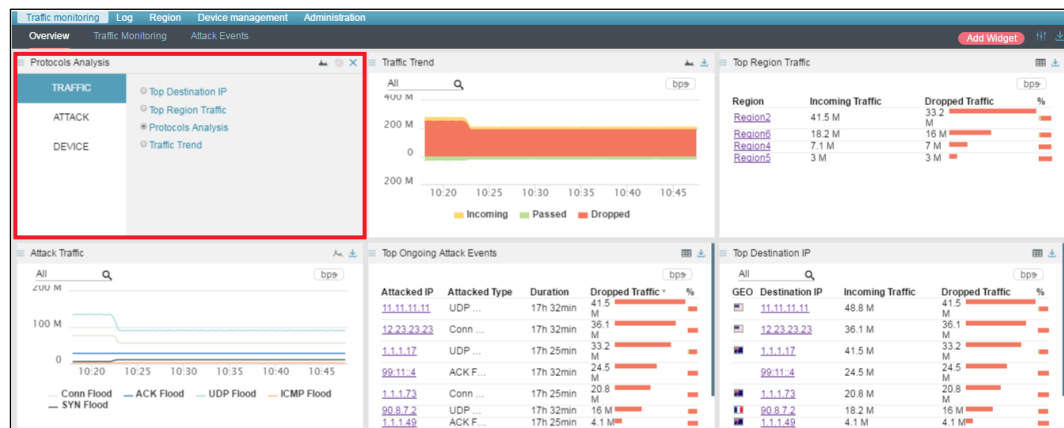 Traffic monitoring Log Region Device management Administration
Overview Traffic Monitoring Attack Events Add Widget
Protocols Analysis
TRAFFIC
ATTACK
DEVICE
Top Destination IP
Top Region Traffic
Protocols Analysis
Traffic Trend
Traffic Trend
All bps
400 M
200 M
0
200 M
10:20 10:25 10:30 10:35 10:40 10:45
Incoming Passed Dropped
Top Region Traffic
bps
Region Incoming Traffic Dropped Traffic %
Region2 41.5 M 33.2 M
Region6 18.2 M 16 M
Region4 7.1 M 7 M
Region5 3 M 3 M
Attack Traffic
All bps
200 M
100 M
0
10:20 10:25 10:30 10:35 10:40 10:45
Conn Flood ACK Flood UDP Flood ICMP Flood
SYN Flood
Top Ongoing Attack Events
bps
Attacked IP Attacked Type Duration Dropped Traffic %
11.11.11.11 UDP ... 17h 32min 41.5 M
12.23.23.23 Conn ... 17h 32min 36.1 M
1.1.1.17 UDP ... 17h 25min 33.2 M
99:11::4 ACK F... 17h 32min 24.5 M
1.1.1.73 Conn ... 17h 25min 20.8 M
90.8.7.2 UDP ... 17h 32min 16 M
1.1.1.49 ACK F... 17h 25min 4.1 M
Top Destination IP
All bps
GEO Destination IP Incoming Traffic Dropped Traffic %
11.11.11.11 48.8 M 41.5 M
12.23.23.23 36.1 M 36.1 M
1.1.1.17 41.5 M 33.2 M
99:11::4 24.5 M 24.5 M
1.1.1.73 20.8 M 20.8 M
90.8.7.2 18.2 M 16 M
1.1.1.49 4.1 M 4.1 M